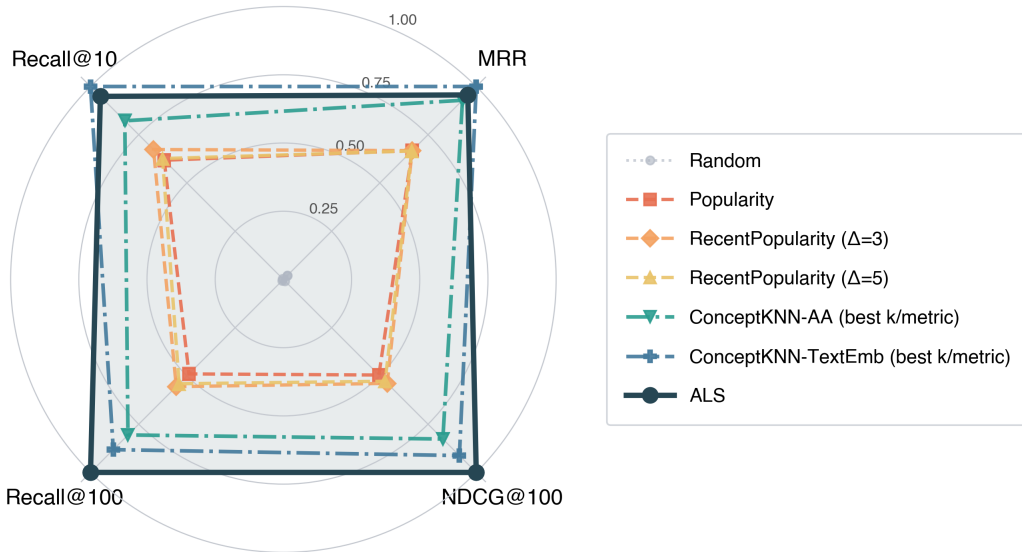 1.00
Recall@10
MRR
0.75
0.50
0.25
Recall@100
NDCG@100
Random
Popularity
RecentPopularity (Δ=3)
RecentPopularity (Δ=5)
ConceptKNN-AA (best k/metric)
ConceptKNN-TextEmb (best k/metric)
ALS